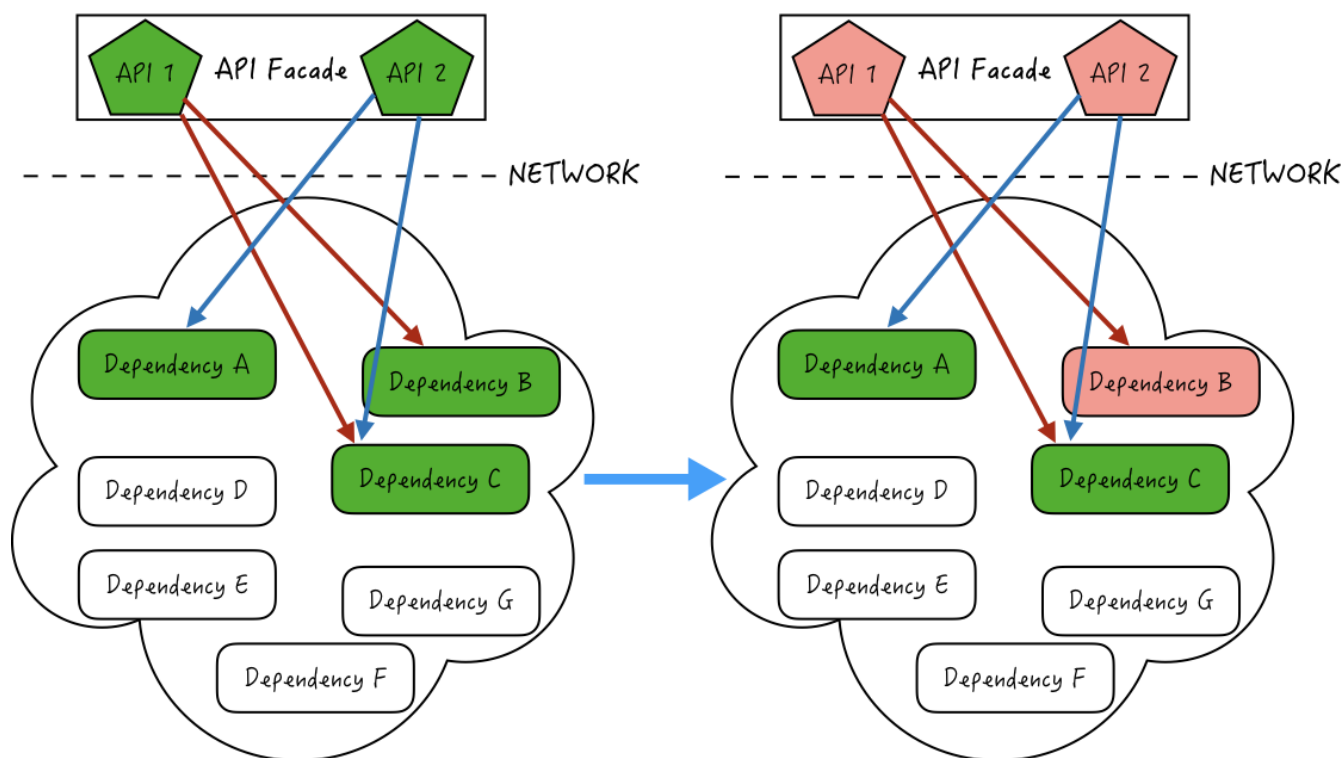 API 1
API Facade
API 2
NETWORK
Dependency A
Dependency B
Dependency C
Dependency D
Dependency E
Dependency G
Dependency F
API 1
API Facade
API 2
NETWORK
Dependency A
Dependency B
Dependency C
Dependency D
Dependency E
Dependency G
Dependency F